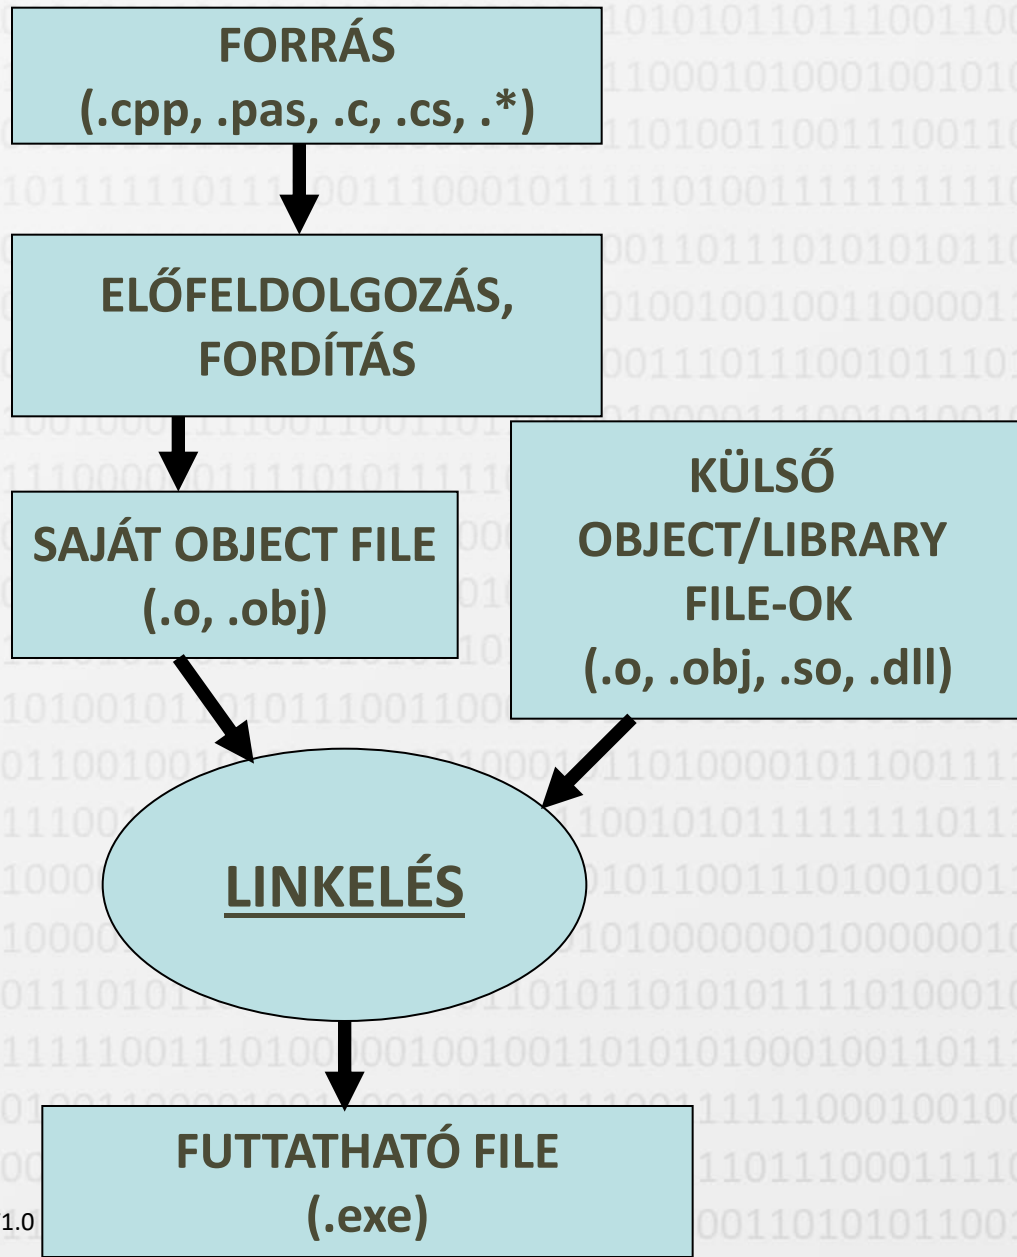 FORRÁS
(.cpp, .pas, .c, .cs, .*)
ELŐFELDOLGOZÁS,
FORDÍTÁS
SAJÁT OBJECT FILE
(.o, .obj)
KÜLSŐ
OBJECT/LIBRARY
FILE-OK
(.o, .obj, .so, .dll)
LINKELÉS
FUTTATHATÓ FILE
(.exe)
1.0